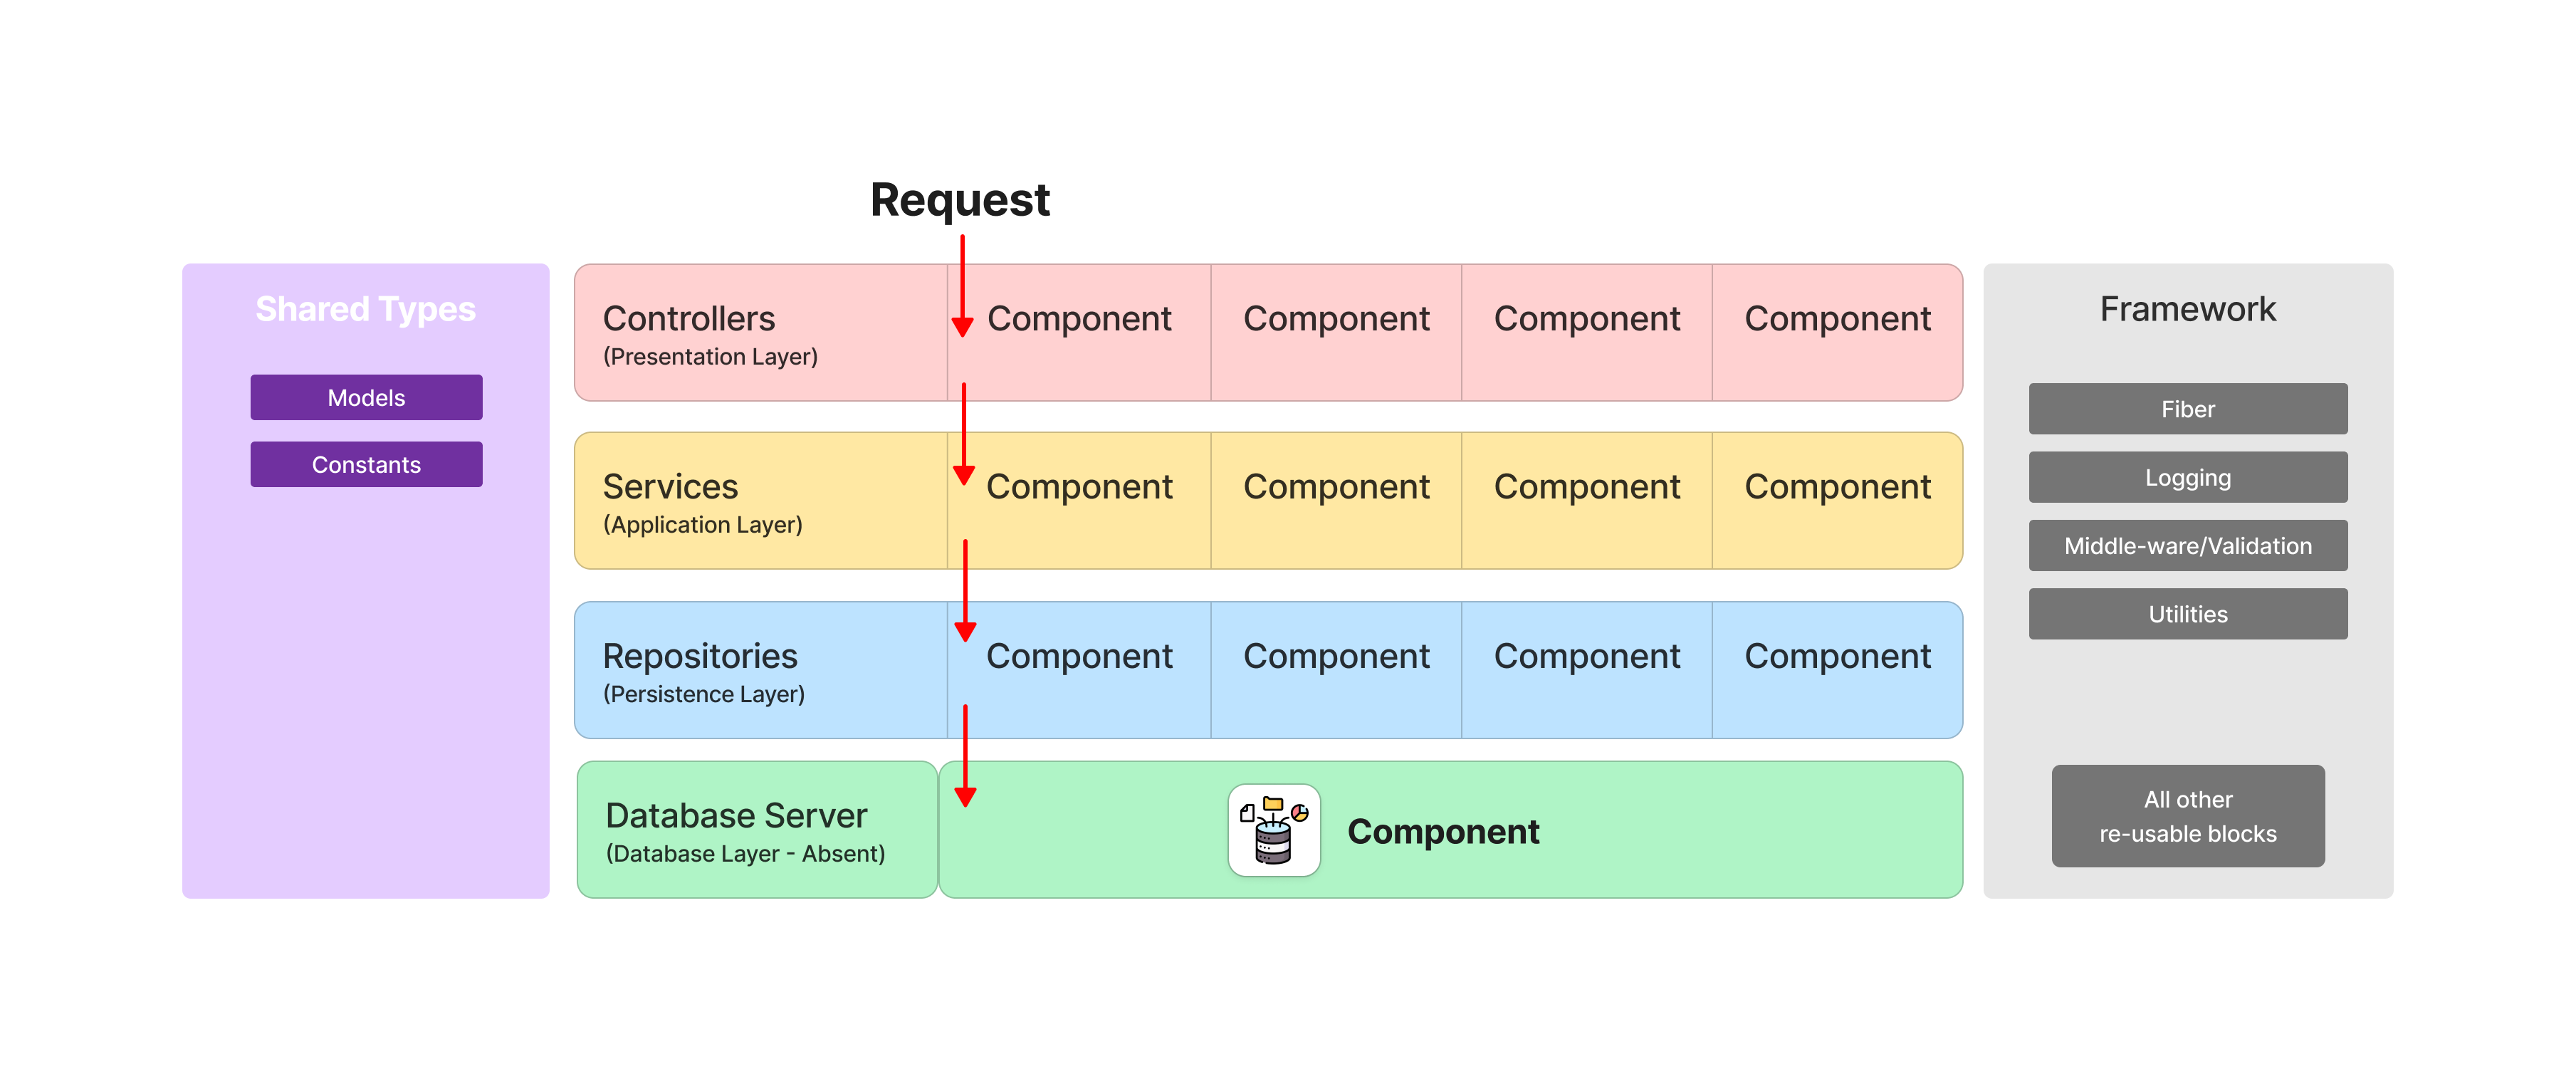 Request
Shared Types
Models
Constants
Controllers
(Presentation Layer)
Component
Component
Component
Component
Services
(Application Layer)
Component
Component
Component
Component
Repositories
(Persistence Layer)
Component
Component
Component
Component
Database Server
(Database Layer - Absent)
Component
Framework
Fiber
Logging
Middle-ware/Validation
Utilities
All other
re-usable blocks